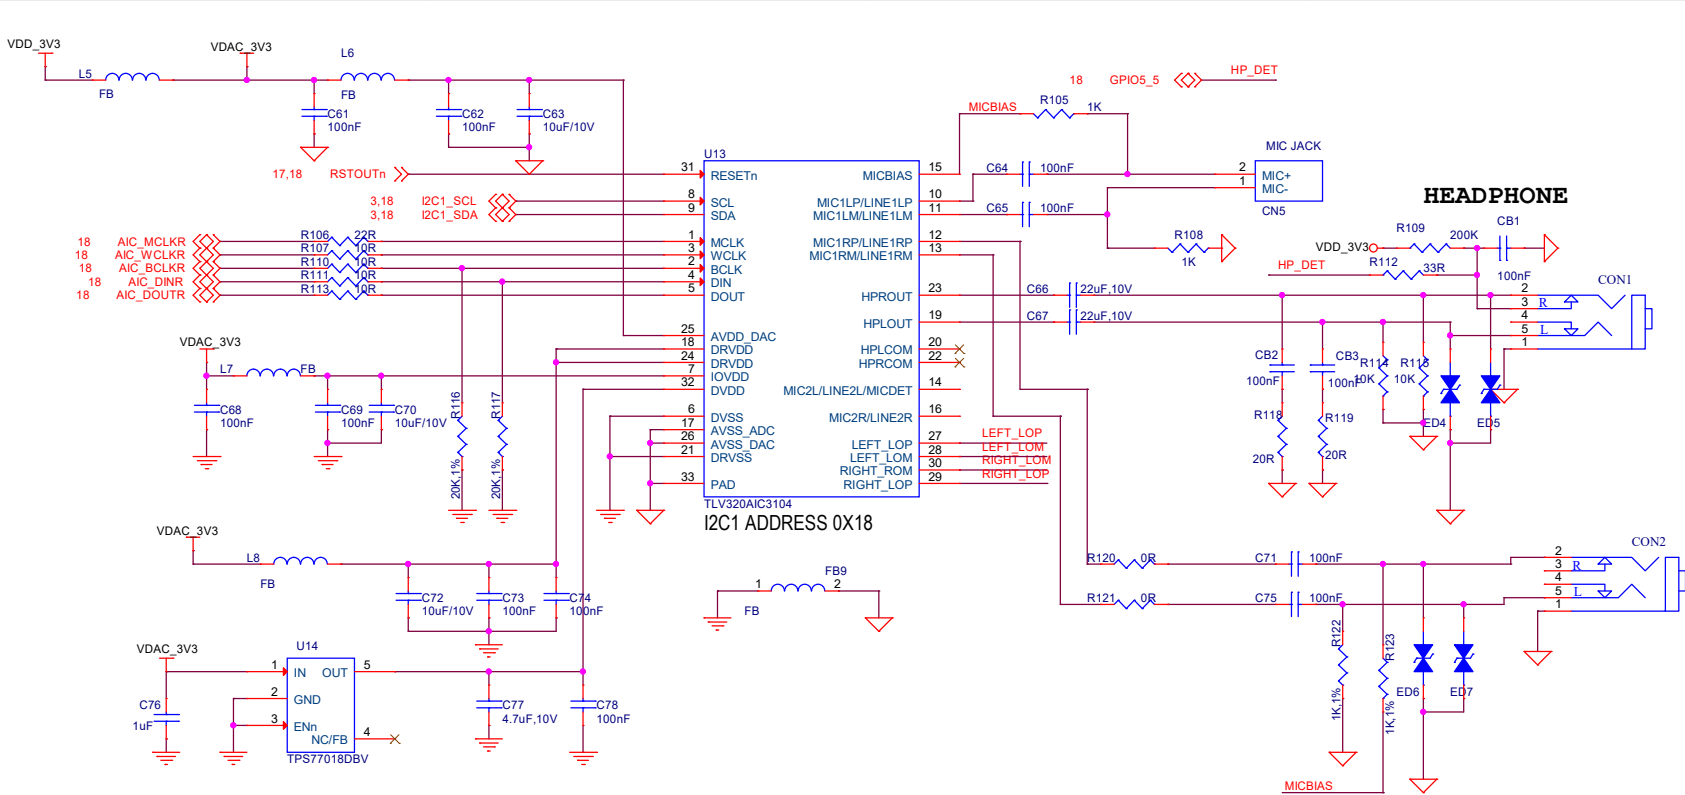 VDD_3V3
VDAC_3V3
L6
L5
FB
FB
C61
100nF
C62
100nF
C63
10uF/10V
18 GPIO5_5
HP_DET
MICBIAS
R105
1K
17,18 RSTOUTn
3,18 I2C1_SCL
3,18 I2C1_SDA
18 AIC_MCLKR
18 AIC_WCLKR
18 AIC_BCLKR
18 AIC_DINR
18 AIC_DOUTR
R106 22R
R107 10R
R110 10R
R111 10R
R113 10R
U13
31 RESETn
8 SCL
9 SDA
1 MCLK
3 WCLK
2 BCLK
4 DIN
5 DOUT
25 AVDD_DAC
18 DRVDD
24 DRVDD
7 IOVDD
32 DVDD
6 DVSS
17 AVSS_ADC
26 AVSS_DAC
21 DRVSS
33 PAD
MICBIAS 15
MIC1LP/LINE1LP 10
MIC1LM/LINE1LM 11
MIC1RP/LINE1RP 12
MIC1RM/LINE1RM 13
HPROUT 23
HPLOUT 19
HPLCOM 20
HPRCOM 22
MIC2L/LINE2L/MICDET 14
MIC2R/LINE2R 16
LEFT_LOP 27
LEFT_LOM 28
RIGHT_ROM 30
RIGHT_LOP 29
TLV320AIC3104
I2C1 ADDRESS 0X18
LEFT_LOP
LEFT_LOM
RIGHT_LOM
RIGHT_LOP
C64 100nF
C65 100nF
MIC JACK
2 MIC+
1 MIC-
CN5
R108
1K
HEADPHONE
R109
200K
CB1
100nF
VDD_3V3
HP_DET
R112 33R
CON1
2
3 R
4
5 L
1
C66 22uF,10V
C67 22uF,10V
CB2
100nF
CB3
100nF
R114
10K
R115
10K
R118
20R
R119
20R
ED4
ED5
VDAC_3V3
L7 FB
C68
100nF
C69
100nF
C70
10uF/10V
R116
20K,1%
R117
20K,1%
VDAC_3V3
L8
FB
C72
10uF/10V
C73
100nF
C74
100nF
FB9
1 2
FB
VDAC_3V3
C76
1uF
U14
1 IN
OUT 5
2 GND
3 ENn
NC/FB 4
TPS77018DBV
C77
4.7uF,10V
C78
100nF
R120 0R
R121 0R
C71 100nF
C75 100nF
CON2
2
3 R
4
5 L
1
R122
1K,1%
R123
1K,1%
ED6
ED7
MICBIAS